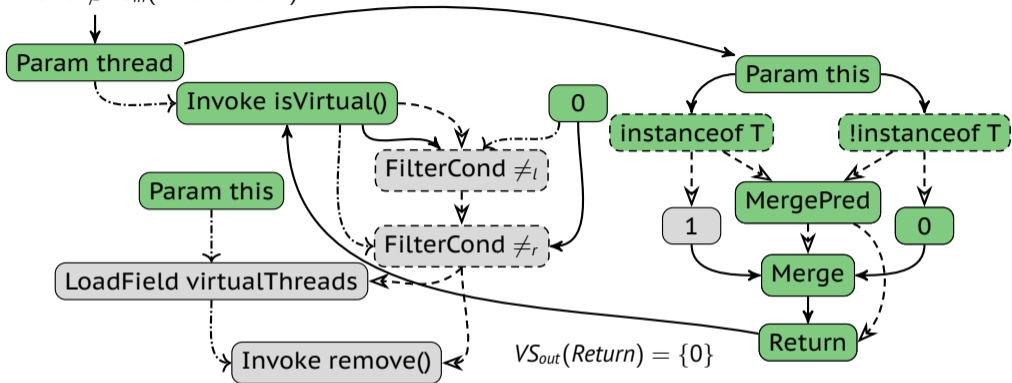 Param thread
Param this
Invoke isVirtual()
0
instanceof T
!instanceof T
FilterCond ≠l
Param this
MergePred
1
0
FilterCond ≠r
LoadField virtualThreads
Merge
Return
Invoke remove()
VSout(Return) = {0}